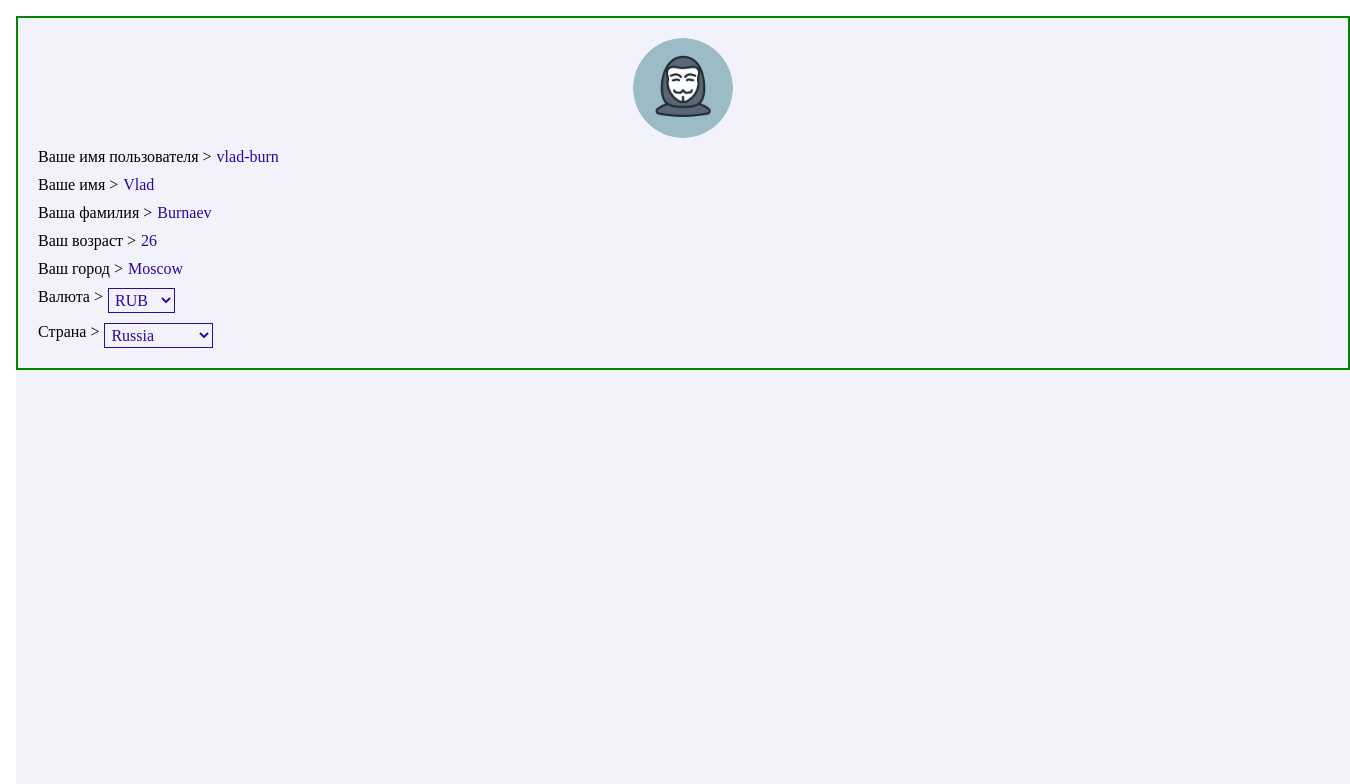 Ваше имя пользователя > vlad-burn
Ваше имя > Vlad
Ваша фамилия > Burnaev
Ваш возраст > 26
Ваш город > Moscow
Валюта > RUB
Страна > Russia